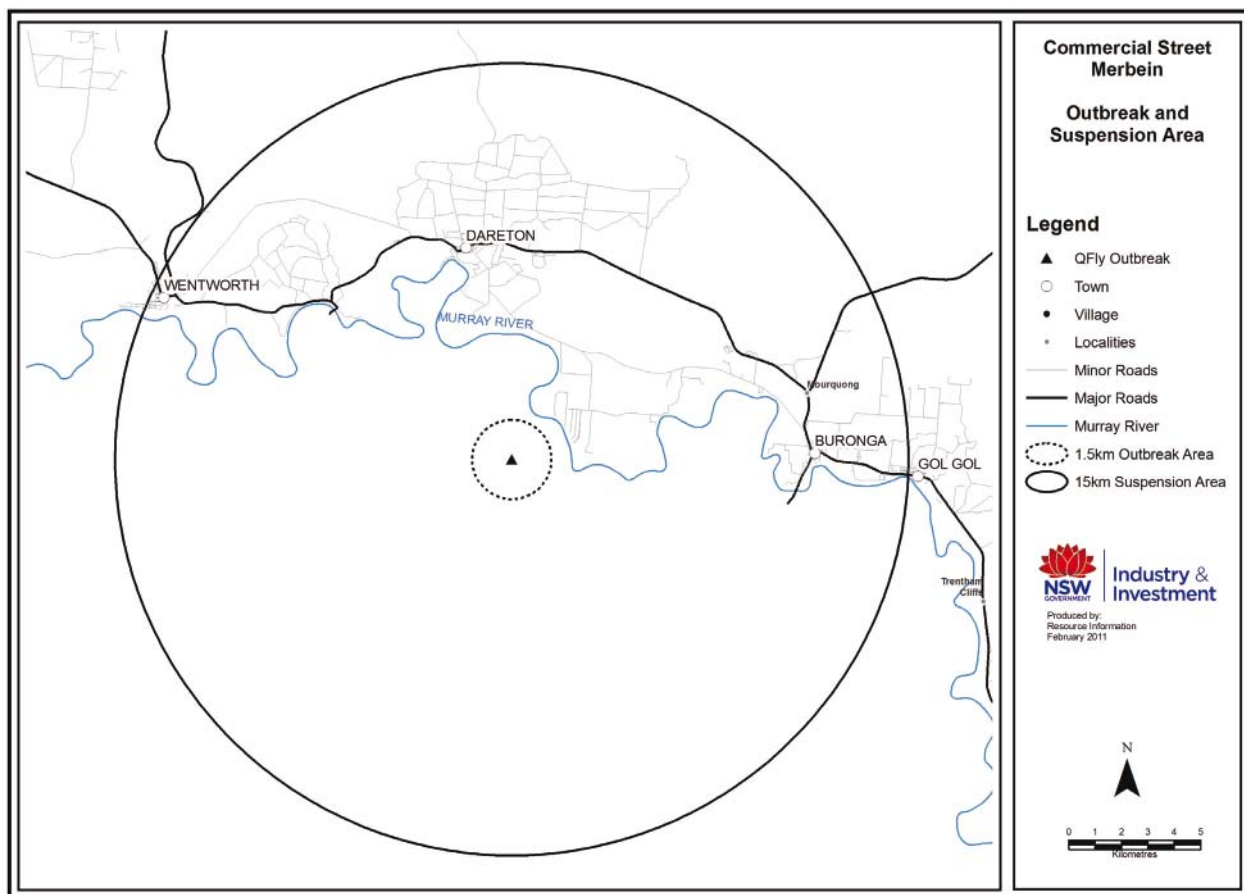 Commercial Street
Merbein
Outbreak and
Suspension Area
Legend
QFly Outbreak
Town
Village
Localities
Minor Roads
Major Roads
Murray River
1.5km Outbreak Area
15km Suspension Area
NSW
GOVERNMENT
Industry &
Investment
Produced by:
Resource Information
February 2011
N
0 1 2 3 4 5
Kilometres
DARETON
WENTWORTH
MURRAY RIVER
Mourquong
BURONGA
GOL GOL
Trentham
Cliffs